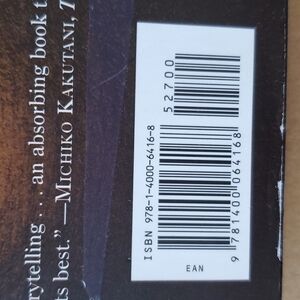 rytelling . . . an absorbing book t
ts best." —MICHIKO KAKUTANI, T
ISBN 978-1-4000-6416-8
52700
9 781400 064168
EAN